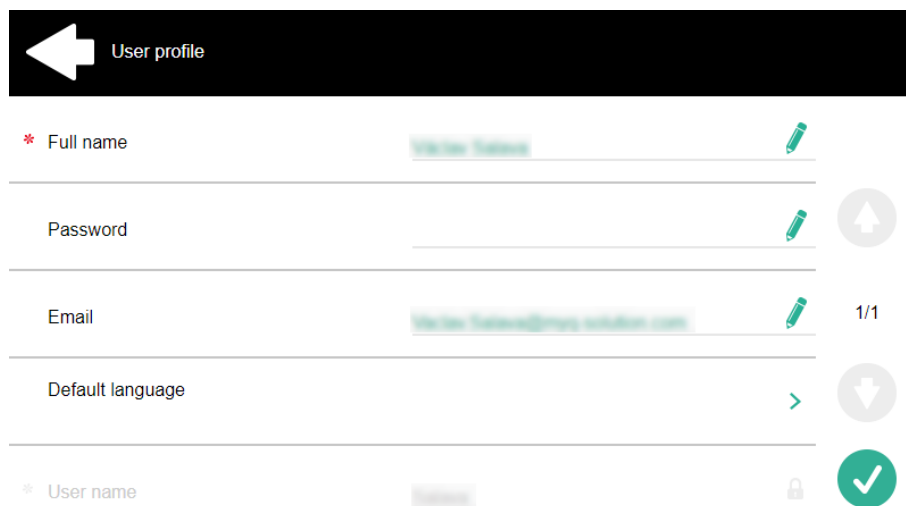 User profile
* Full name
Password
Email
1/1
Default language
* User name